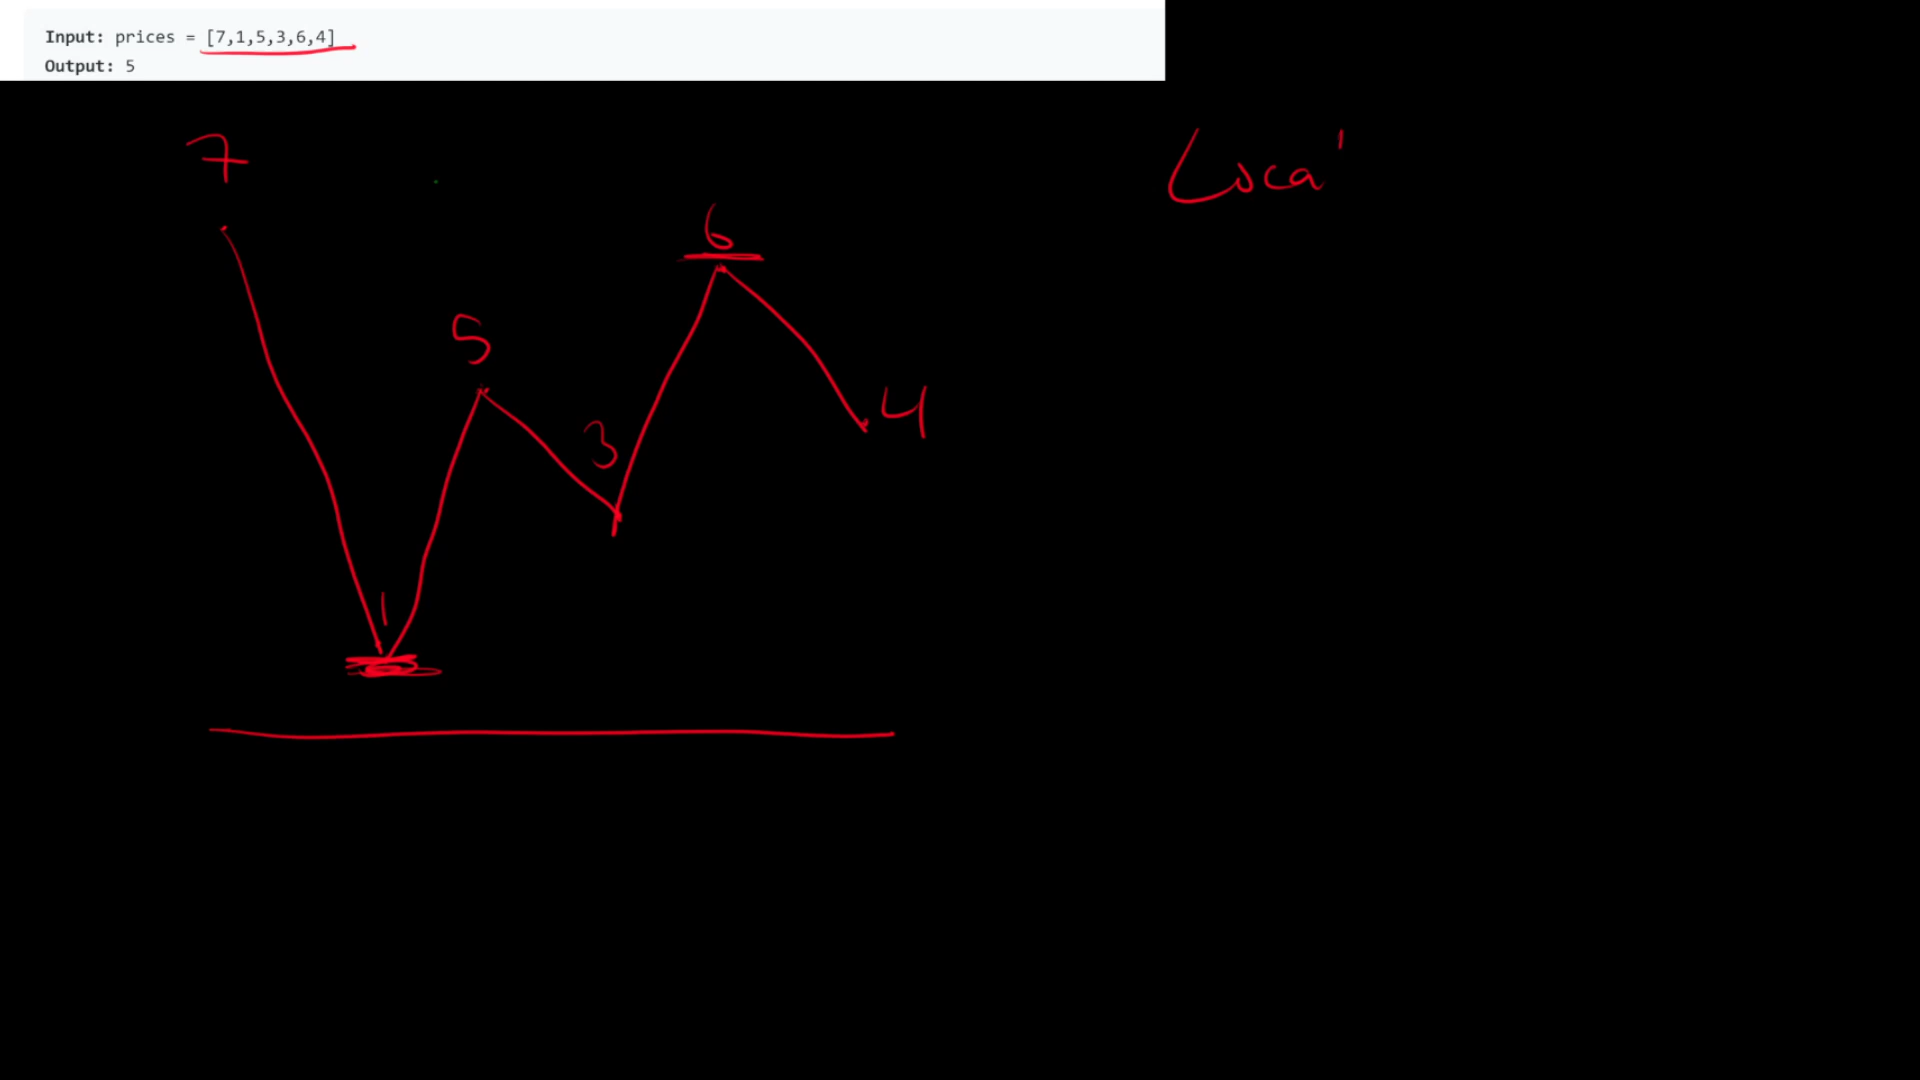 Input: prices = [7,1,5,3,6,4]
Output: 5
7
Loca'
6
5
4
3
1